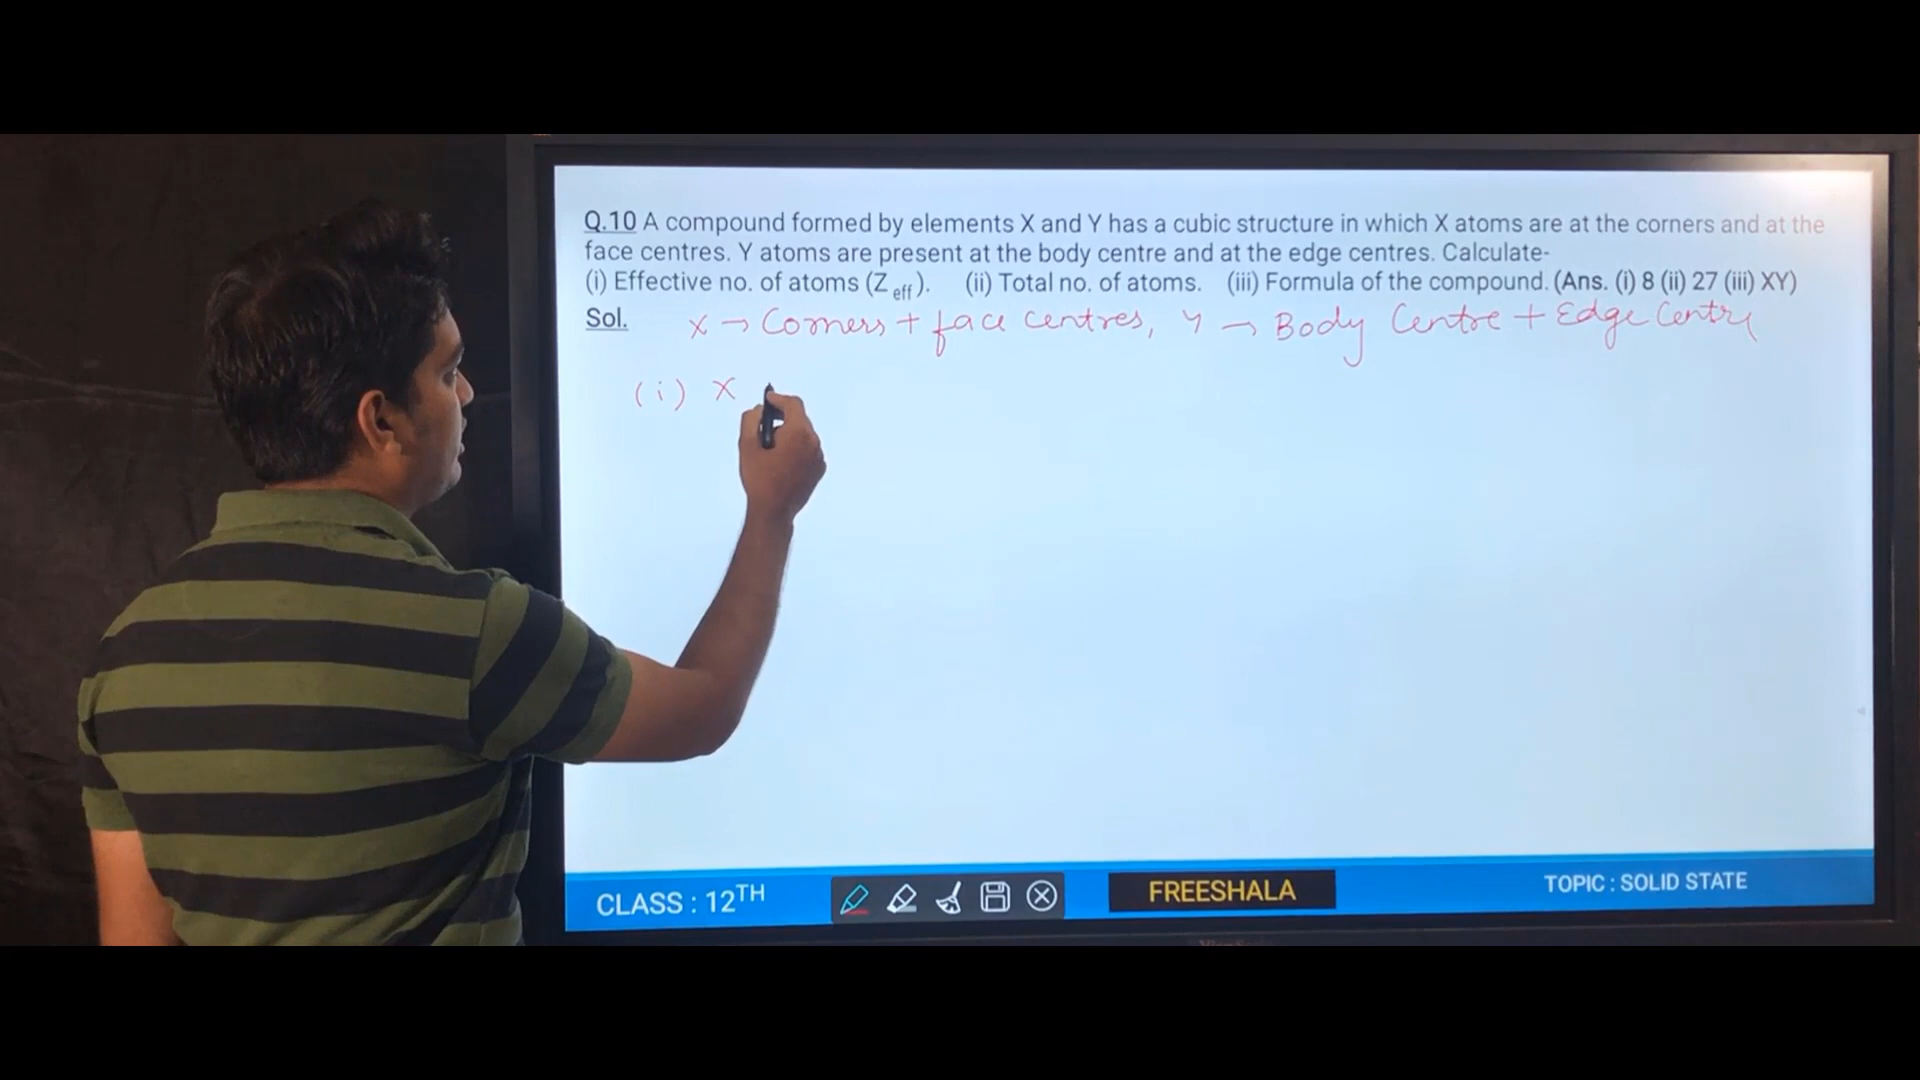 Q.10 A compound formed by elements X and Y has a cubic structure in which X atoms are at the corners and at the
face centres. Y atoms are present at the body centre and at the edge centres. Calculate-
(i) Effective no. of atoms (Z eff). (ii) Total no. of atoms. (iii) Formula of the compound. (Ans. (i) 8 (ii) 27 (iii) XY)
Sol. X → Corners + face centres, Y → Body Centre + Edge Centre
(i) X
CLASS : 12TH
FREESHALA
TOPIC : SOLID STATE